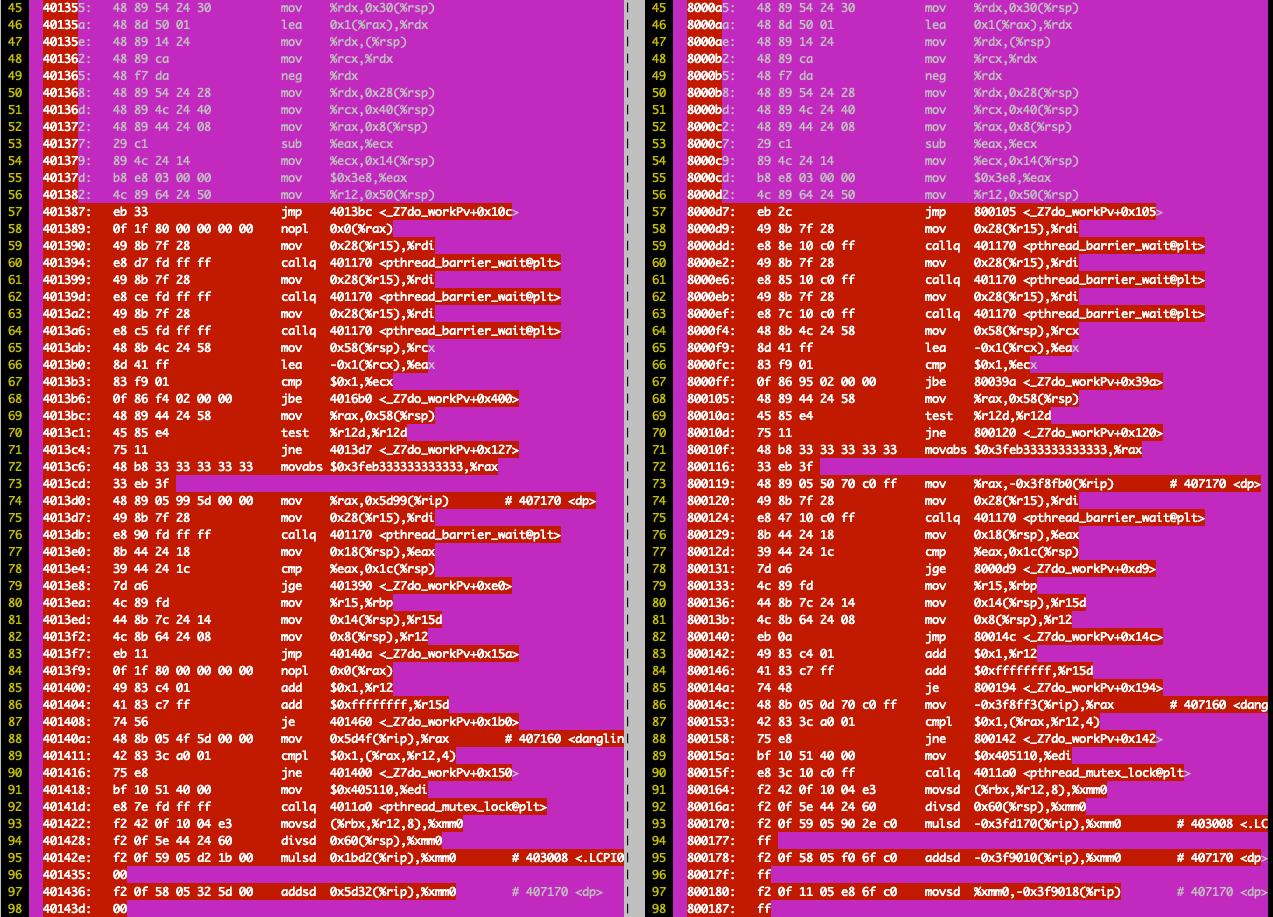 45 401355: 48 89 54 24 30 mov %rdx,0x30(%rsp)
46 40135a: 48 8d 50 01 lea 0x1(%rax),%rdx
47 40135e: 48 89 14 24 mov %rdx,(%rsp)
48 401362: 48 89 ca mov %rcx,%rdx
49 401365: 48 f7 da neg %rdx
50 401368: 48 89 54 24 28 mov %rdx,0x28(%rsp)
51 40136d: 48 89 4c 24 40 mov %rcx,0x40(%rsp)
52 401372: 48 89 44 24 08 mov %rax,0x8(%rsp)
53 401377: 29 c1 sub %eax,%ecx
54 401379: 89 4c 24 14 mov %ecx,0x14(%rsp)
55 40137d: b8 e8 03 00 00 mov $0x3e8,%eax
56 401382: 4c 89 64 24 50 mov %r12,0x50(%rsp)
57 401387: eb 33 jmp 4013bc <_Z7do_workPv+0x10c>
58 401389: 0f 1f 80 00 00 00 00 nopl 0x0(%rax)
59 401390: 49 8b 7f 28 mov 0x28(%r15),%rdi
60 401394: e8 d7 fd ff ff callq 401170 <pthread_barrier_wait@plt>
61 401399: 49 8b 7f 28 mov 0x28(%r15),%rdi
62 40139d: e8 ce fd ff ff callq 401170 <pthread_barrier_wait@plt>
63 4013a2: 49 8b 7f 28 mov 0x28(%r15),%rdi
64 4013a6: e8 c5 fd ff ff callq 401170 <pthread_barrier_wait@plt>
65 4013ab: 48 8b 4c 24 58 mov 0x58(%rsp),%rcx
66 4013b0: 8d 41 ff lea -0x1(%rcx),%eax
67 4013b3: 83 f9 01 cmp $0x1,%ecx
68 4013b6: 0f 86 f4 02 00 00 jbe 4016b0 <_Z7do_workPv+0x400>
69 4013bc: 48 89 44 24 58 mov %rax,0x58(%rsp)
70 4013c1: 45 85 e4 test %r12d,%r12d
71 4013c4: 75 11 jne 4013d7 <_Z7do_workPv+0x127>
72 4013c6: 48 b8 33 33 33 33 33 movabs $0x3feb333333333333,%rax
73 4013cd: 33 eb 3f
74 4013d0: 48 89 05 99 5d 00 00 mov %rax,0x5d99(%rip) # 407170 <dp>
75 4013d7: 49 8b 7f 28 mov 0x28(%r15),%rdi
76 4013db: e8 90 fd ff ff callq 401170 <pthread_barrier_wait@plt>
77 4013e0: 8b 44 24 18 mov 0x18(%rsp),%eax
78 4013e4: 39 44 24 1c cmp %eax,0x1c(%rsp)
79 4013e8: 7d a6 jge 401390 <_Z7do_workPv+0xe0>
80 4013ea: 4c 89 fd mov %r15,%rbp
81 4013ed: 44 8b 7c 24 14 mov 0x14(%rsp),%r15d
82 4013f2: 4c 8b 64 24 08 mov 0x8(%rsp),%r12
83 4013f7: eb 11 jmp 40140a <_Z7do_workPv+0x15a>
84 4013f9: 0f 1f 80 00 00 00 00 nopl 0x0(%rax)
85 401400: 49 83 c4 01 add $0x1,%r12
86 401404: 41 83 c7 ff add $0xffffffff,%r15d
87 401408: 74 56 je 401460 <_Z7do_workPv+0x1b0>
88 40140a: 48 8b 05 4f 5d 00 00 mov 0x5d4f(%rip),%rax # 407160 <danglin
89 401411: 42 83 3c a0 01 cmpl $0x1,(%rax,%r12,4)
90 401416: 75 e8 jne 401400 <_Z7do_workPv+0x150>
91 401418: bf 10 51 40 00 mov $0x405110,%edi
92 40141d: e8 7e fd ff ff callq 4011a0 <pthread_mutex_lock@plt>
93 401422: f2 42 0f 10 04 e3 movsd (%rbx,%r12,8),%xmm0
94 401428: f2 0f 5e 44 24 60 divsd 0x60(%rsp),%xmm0
95 40142e: f2 0f 59 05 d2 1b 00 mulsd 0x1bd2(%rip),%xmm0 # 403008 <.LCPI0
96 401435: 00
97 401436: f2 0f 58 05 32 5d 00 addsd 0x5d32(%rip),%xmm0 # 407170 <dp>
98 40143d: 00
45 8000a5: 48 89 54 24 30 mov %rdx,0x30(%rsp)
46 8000aa: 48 8d 50 01 lea 0x1(%rax),%rdx
47 8000ae: 48 89 14 24 mov %rdx,(%rsp)
48 8000b2: 48 89 ca mov %rcx,%rdx
49 8000b5: 48 f7 da neg %rdx
50 8000b8: 48 89 54 24 28 mov %rdx,0x28(%rsp)
51 8000bd: 48 89 4c 24 40 mov %rcx,0x40(%rsp)
52 8000c2: 48 89 44 24 08 mov %rax,0x8(%rsp)
53 8000c7: 29 c1 sub %eax,%ecx
54 8000c9: 89 4c 24 14 mov %ecx,0x14(%rsp)
55 8000cd: b8 e8 03 00 00 mov $0x3e8,%eax
56 8000d2: 4c 89 64 24 50 mov %r12,0x50(%rsp)
57 8000d7: eb 2c jmp 800105 <_Z7do_workPv+0x105>
58 8000d9: 49 8b 7f 28 mov 0x28(%r15),%rdi
59 8000dd: e8 8e 10 c0 ff callq 401170 <pthread_barrier_wait@plt>
60 8000e2: 49 8b 7f 28 mov 0x28(%r15),%rdi
61 8000e6: e8 85 10 c0 ff callq 401170 <pthread_barrier_wait@plt>
62 8000eb: 49 8b 7f 28 mov 0x28(%r15),%rdi
63 8000ef: e8 7c 10 c0 ff callq 401170 <pthread_barrier_wait@plt>
64 8000f4: 48 8b 4c 24 58 mov 0x58(%rsp),%rcx
65 8000f9: 8d 41 ff lea -0x1(%rcx),%eax
66 8000fc: 83 f9 01 cmp $0x1,%ecx
67 8000ff: 0f 86 95 02 00 00 jbe 80039a <_Z7do_workPv+0x39a>
68 800105: 48 89 44 24 58 mov %rax,0x58(%rsp)
69 80010a: 45 85 e4 test %r12d,%r12d
70 80010d: 75 11 jne 800120 <_Z7do_workPv+0x120>
71 80010f: 48 b8 33 33 33 33 33 movabs $0x3feb333333333333,%rax
72 800116: 33 eb 3f
73 800119: 48 89 05 50 70 c0 ff mov %rax,-0x3f8fb0(%rip) # 407170 <dp>
74 800120: 49 8b 7f 28 mov 0x28(%r15),%rdi
75 800124: e8 47 10 c0 ff callq 401170 <pthread_barrier_wait@plt>
76 800129: 8b 44 24 18 mov 0x18(%rsp),%eax
77 80012d: 39 44 24 1c cmp %eax,0x1c(%rsp)
78 800131: 7d a6 jge 8000d9 <_Z7do_workPv+0xd9>
79 800133: 4c 89 fd mov %r15,%rbp
80 800136: 44 8b 7c 24 14 mov 0x14(%rsp),%r15d
81 80013b: 4c 8b 64 24 08 mov 0x8(%rsp),%r12
82 800140: eb 0a jmp 80014c <_Z7do_workPv+0x14c>
83 800142: 49 83 c4 01 add $0x1,%r12
84 800146: 41 83 c7 ff add $0xffffffff,%r15d
85 80014a: 74 48 je 800194 <_Z7do_workPv+0x194>
86 80014c: 48 8b 05 0d 70 c0 ff mov -0x3f8ff3(%rip),%rax # 407160 <dang
87 800153: 42 83 3c a0 01 cmpl $0x1,(%rax,%r12,4)
88 800158: 75 e8 jne 800142 <_Z7do_workPv+0x142>
89 80015a: bf 10 51 40 00 mov $0x405110,%edi
90 80015f: e8 3c 10 c0 ff callq 4011a0 <pthread_mutex_lock@plt>
91 800164: f2 42 0f 10 04 e3 movsd (%rbx,%r12,8),%xmm0
92 80016a: f2 0f 5e 44 24 60 divsd 0x60(%rsp),%xmm0
93 800170: f2 0f 59 05 90 2e c0 mulsd -0x3fd170(%rip),%xmm0 # 403008 <.LC
94 800177: ff
95 800178: f2 0f 58 05 f0 6f c0 addsd -0x3f9010(%rip),%xmm0 # 407170 <dp>
96 80017f: ff
97 800180: f2 0f 11 05 e8 6f c0 movsd %xmm0,-0x3f9018(%rip) # 407170 <dp>
98 800187: ff